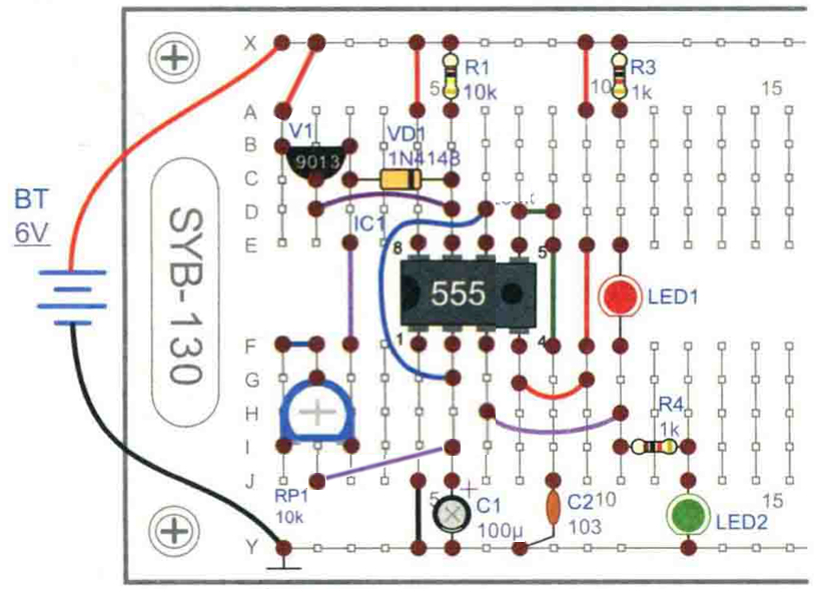 X
R1
R3
5
10k
10
1k
15
A
V1
VD1
B
1N4148
9013
C
BT
6V
D
IC1
E
8
5
SYB-130
555
LED1
1
4
F
G
H
R4
1k
I
J
RP1
10k
5
+
C1
100µ
C2
10
103
15
LED2
Y